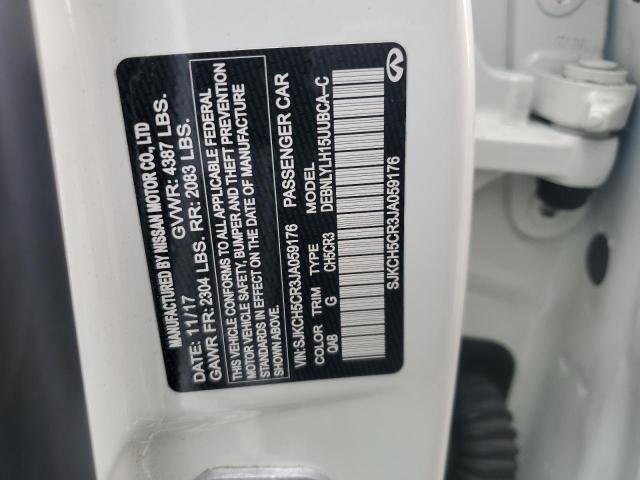 MANUFACTURED BY NISSAN MOTOR CO., LTD
DATE: 11/17 GVWR: 4387 LBS.
GAWR FR: 2304 LBS. RR: 2083 LBS.
THIS VEHICLE CONFORMS TO ALL APPLICABLE FEDERAL
MOTOR VEHICLE SAFETY, BUMPER AND THEFT PREVENTION
STANDARDS IN EFFECT ON THE DATE OF MANUFACTURE
SHOWN ABOVE.
VIN:SJKCH5CR3JA059176 PASSENGER CAR
COLOR TRIM TYPE MODEL
QAB G CH5CR3 DEBNLYLH15UUBCA-C
SJKCH5CR3JA059176